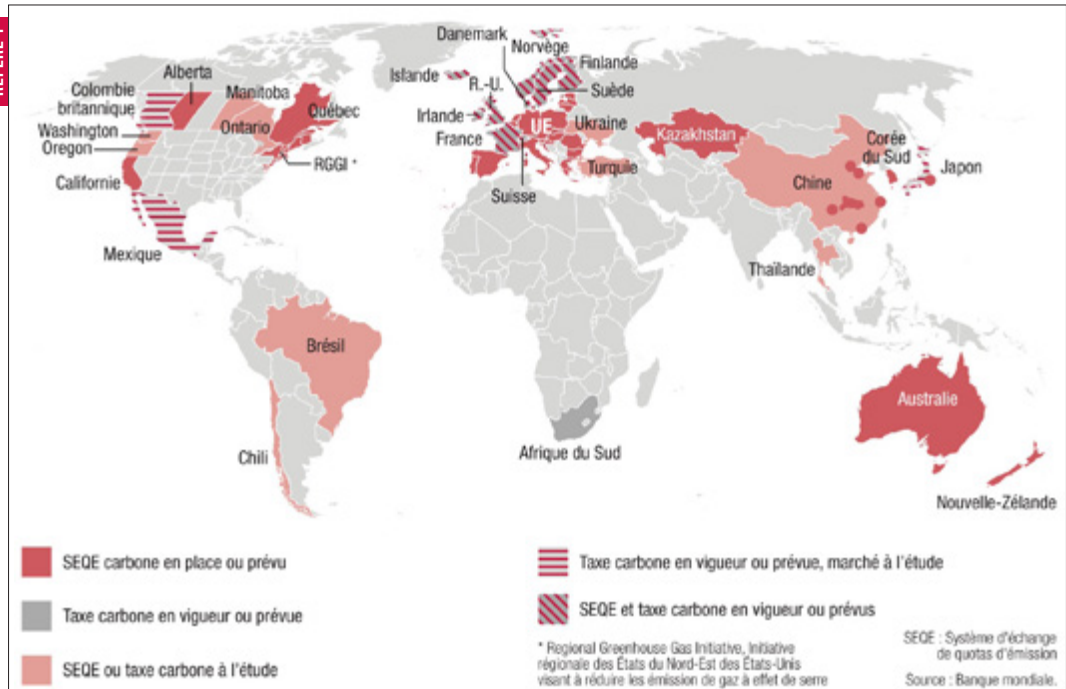 Danemark
Norvège
Finlande
Islande
R.-U.
Suède
Alberta
Colombie
britannique
Manitoba
Québec
Irlande
Washington
Ontario
UE
Ukraine
Kazakhstan
Corée
du Sud
Oregon
RGGI *
France
Turquie
Japon
Californie
Suisse
Chine
Mexique
Thaïlande
Brésil
Australie
Afrique du Sud
Chili
Nouvelle-Zélande
SEQE carbone en place ou prévu
Taxe carbone en vigueur ou prévue
SEQE ou taxe carbone à l'étude
Taxe carbone en vigueur ou prévue, marché à l'étude
SEQE et taxe carbone en vigueur ou prévus
* Regional Greenhouse Gas Initiative, Initiative
régionale des États du Nord-Est des États-Unis
visant à réduire les émission de gaz à effet de serre
SEQE : Système d'échange
de quotas d'émission
Source : Banque mondiale.